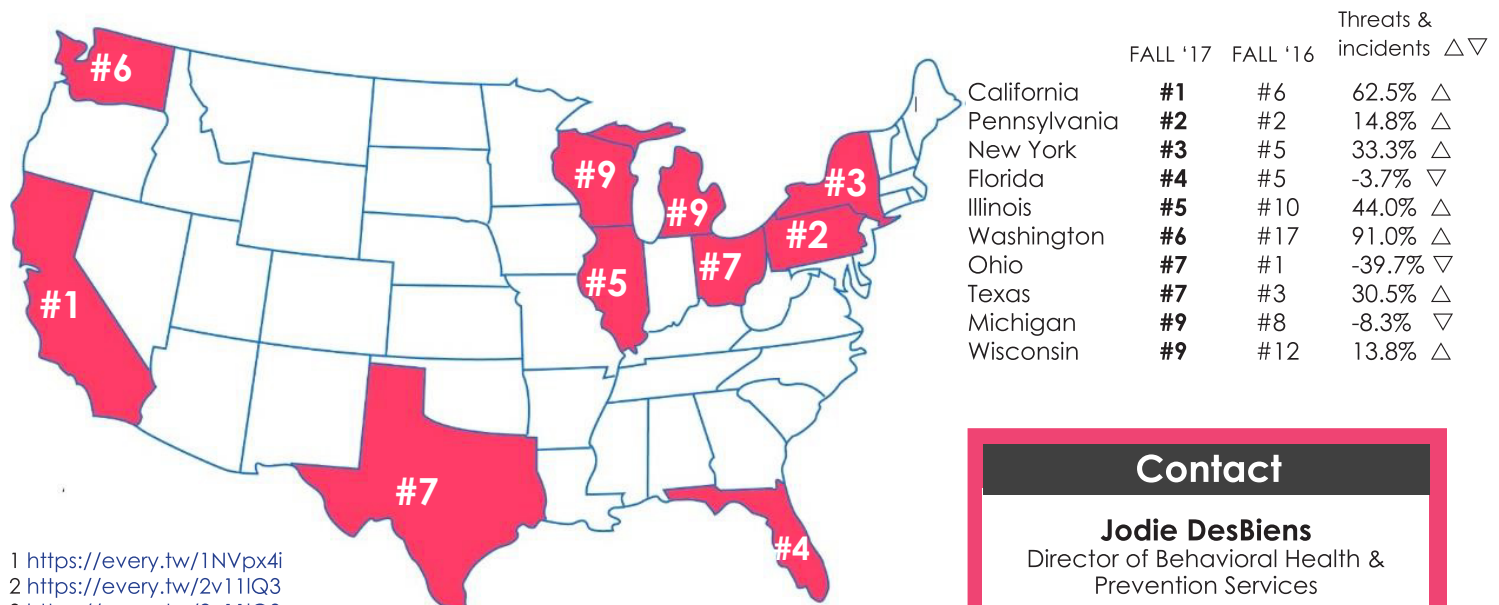 #6
#9
#3
#9
#2
#7
#5
#1
#7
#4
1 https://every.tw/1NVpx4i
2 https://every.tw/2v11IQ3
Threats &
FALL ‘17 FALL ‘16 incidents △▽
California #1 #6 62.5% △
Pennsylvania #2 #2 14.8% △
New York #3 #5 33.3% △
Florida #4 #5 -3.7% ▽
Illinois #5 #10 44.0% △
Washington #6 #17 91.0% △
Ohio #7 #1 -39.7% ▽
Texas #7 #3 30.5% △
Michigan #9 #8 -8.3% ▽
Wisconsin #9 #12 13.8% △
Contact
Jodie DesBiens
Director of Behavioral Health &
Prevention Services